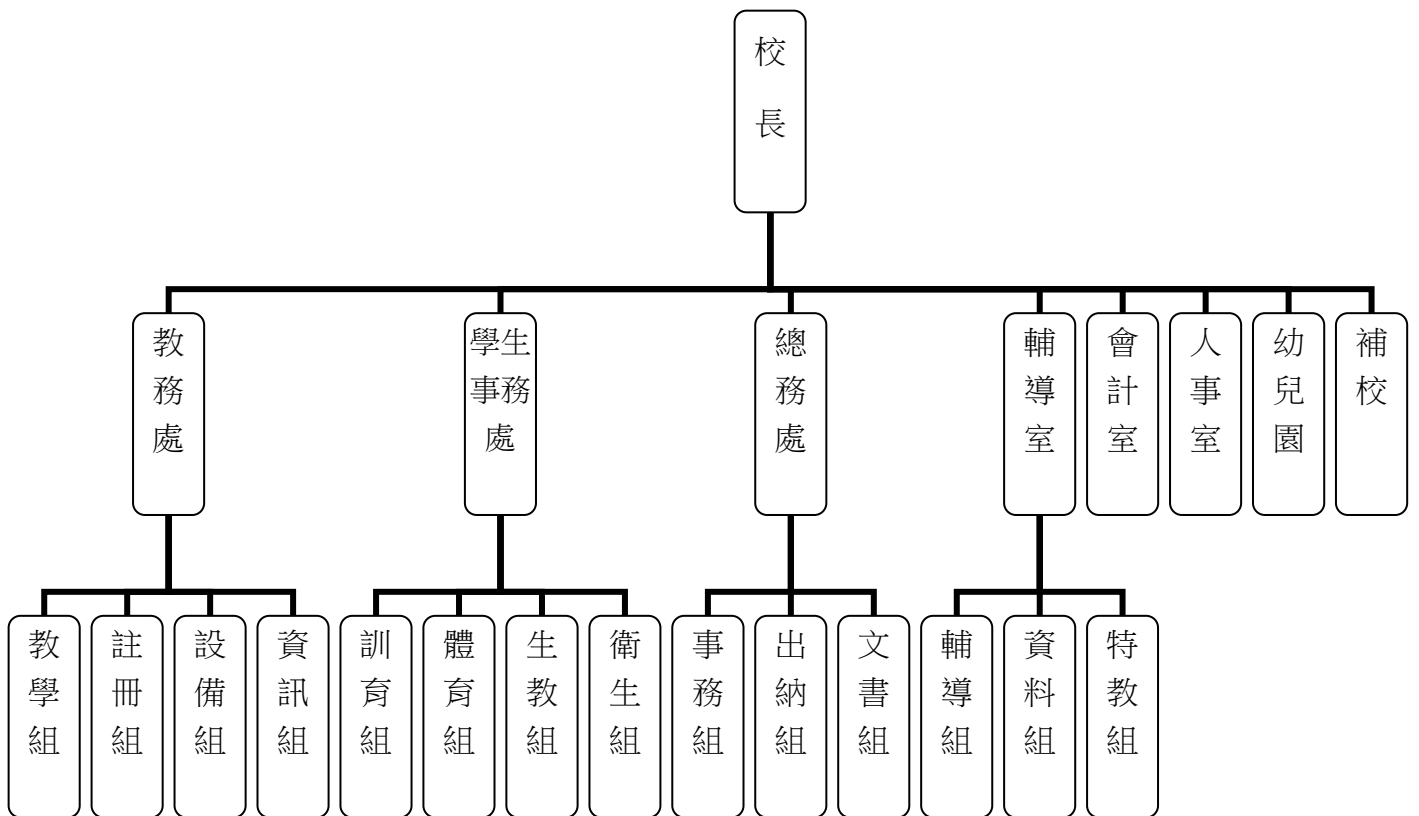 校長
教務處
學生事務處
總務處
輔導室
會計室
人事室
幼兒園
補校
教學組
註冊組
設備組
資訊組
訓育組
體育組
生教組
衛生組
事務組
出納組
文書組
輔導組
資料組
特教組